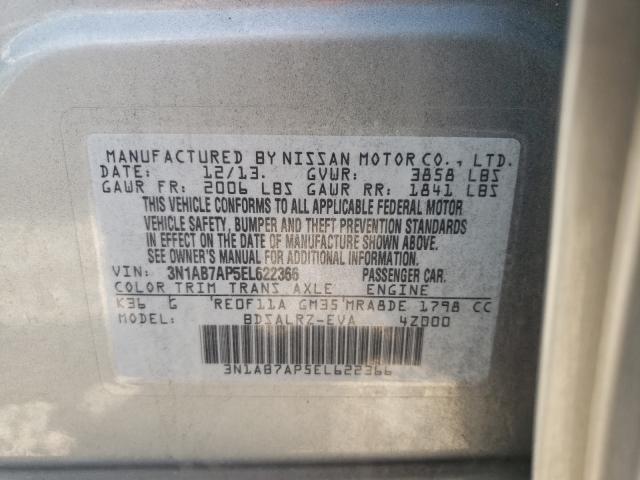 MANUFACTURED BY NISSAN MOTOR CO., LTD.
DATE: 12/13. GVWR: 3858 LBS
GAWR FR: 2006 LBS GAWR RR: 1841 LBS
THIS VEHICLE CONFORMS TO ALL APPLICABLE FEDERAL MOTOR
VEHICLE SAFETY, BUMPER AND THEFT PREVENTION STANDARDS
IN EFFECT ON THE DATE OF MANUFACTURE SHOWN ABOVE.
SEE OWNER'S MANUAL FOR ADDITIONAL INFORMATION.
VIN: 3N1AB7AP5EL622366 PASSENGER CAR.
COLOR TRIM TRANS AXLE ENGINE
K36 G RE0F11A GM35 MRA8DE 1798 CC
MODEL: BDSALRZ-EVA 4Z000
3N1AB7AP5EL622366